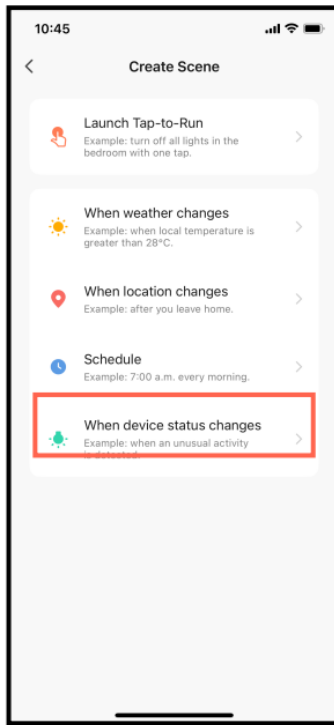 10:45
Create Scene
Launch Tap-to-Run
Example: turn off all lights in the
bedroom with one tap.
When weather changes
Example: when local temperature is
greater than 28°C.
When location changes
Example: after you leave home.
Schedule
Example: 7:00 a.m. every morning.
When device status changes
Example: when an unusual activity
is detected.